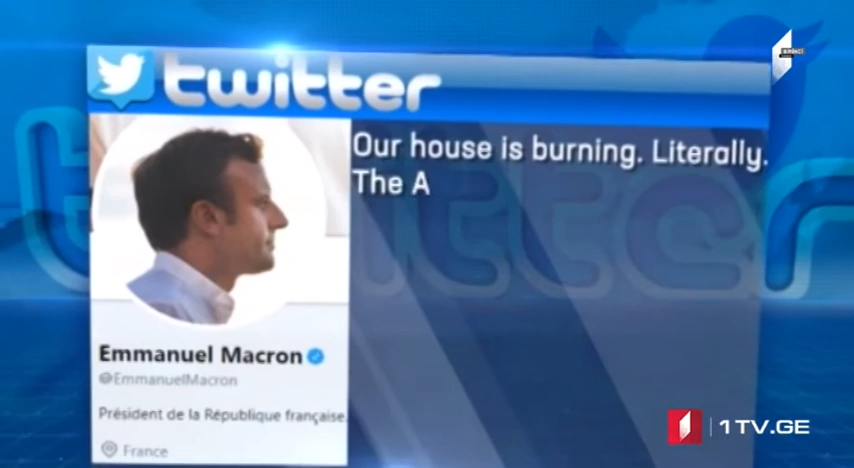 twitter
Our house is burning. Literally.
The A
Emmanuel Macron
@EmmanuelMacron
Président de la République française.
France
1TV.GE